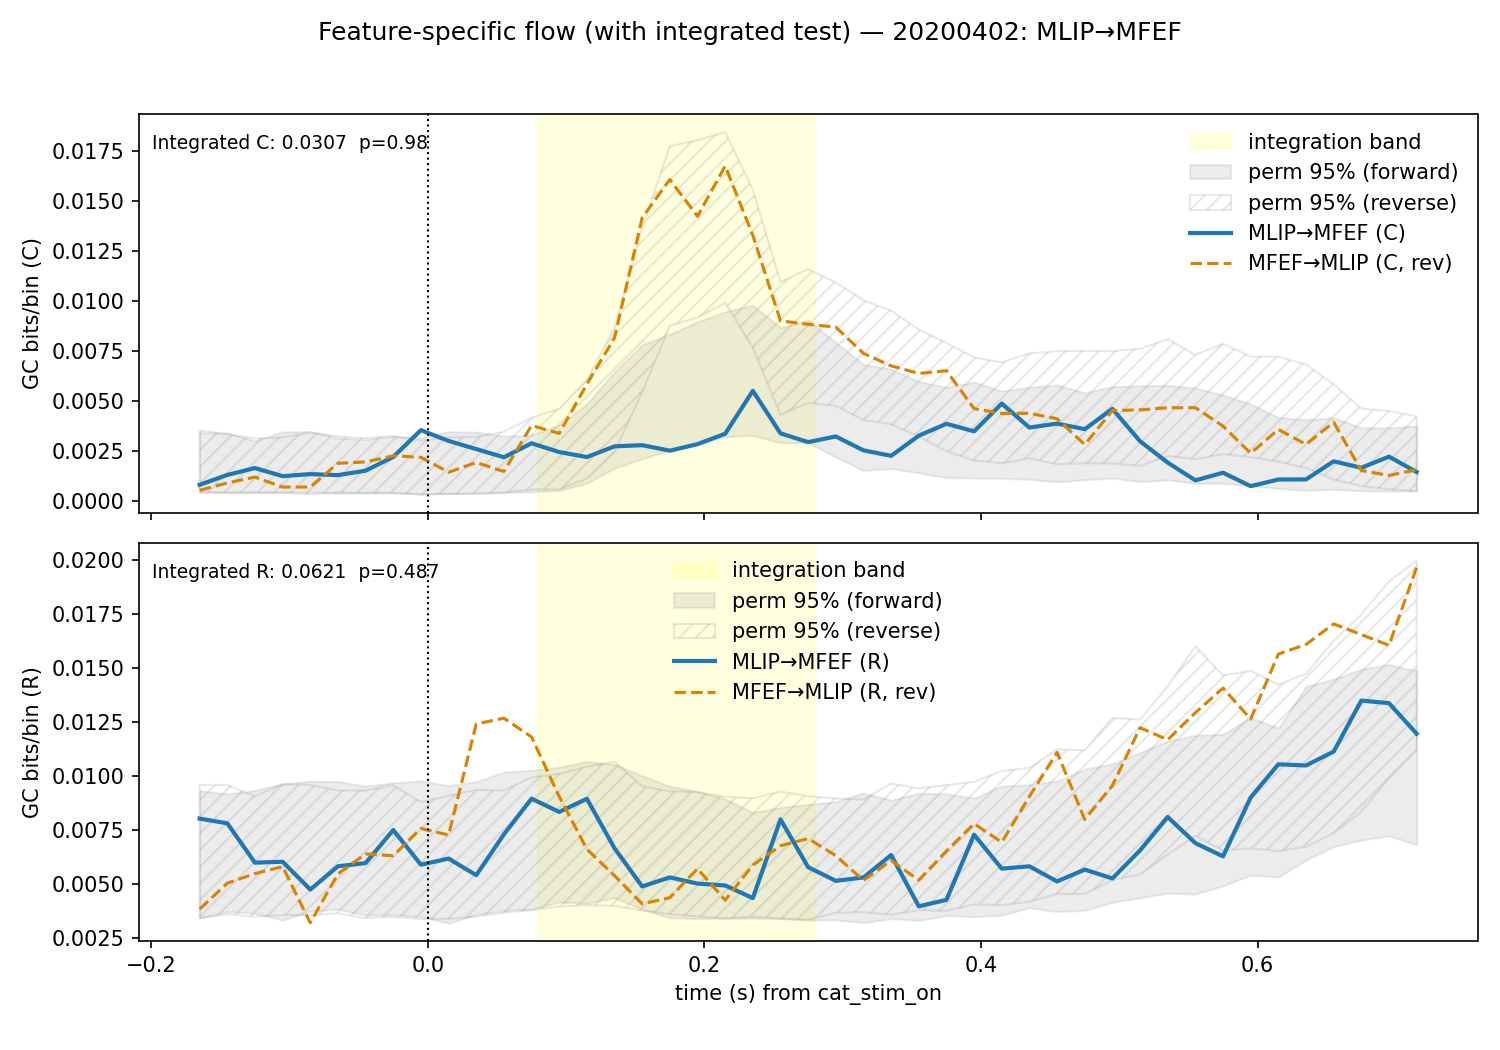 Feature-specific flow (with integrated test) — 20200402: MLIP→MFEF
Integrated C: 0.0307  p=0.98
integration band
perm 95% (forward)
perm 95% (reverse)
MLIP→MFEF (C)
MFEF→MLIP (C, rev)
GC bits/bin (C)
0.0175
0.0150
0.0125
0.0100
0.0075
0.0050
0.0025
0.0000
Integrated R: 0.0621  p=0.487
integration band
perm 95% (forward)
perm 95% (reverse)
MLIP→MFEF (R)
MFEF→MLIP (R, rev)
GC bits/bin (R)
0.0200
0.0175
0.0150
0.0125
0.0100
0.0075
0.0050
0.0025
−0.2 0.0 0.2 0.4 0.6
time (s) from cat_stim_on